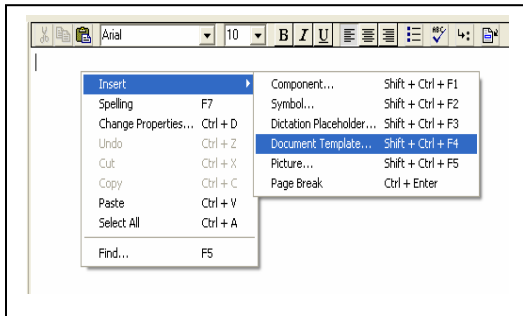 Arial 10 B I U ABC
Insert
Spelling F7
Change Properties... Ctrl + D
Undo Ctrl + Z
Cut Ctrl + X
Copy Ctrl + C
Paste Ctrl + V
Select All Ctrl + A
Find... F5
Component... Shift + Ctrl + F1
Symbol... Shift + Ctrl + F2
Dictation Placeholder... Shift + Ctrl + F3
Document Template... Shift + Ctrl + F4
Picture... Shift + Ctrl + F5
Page Break Ctrl + Enter